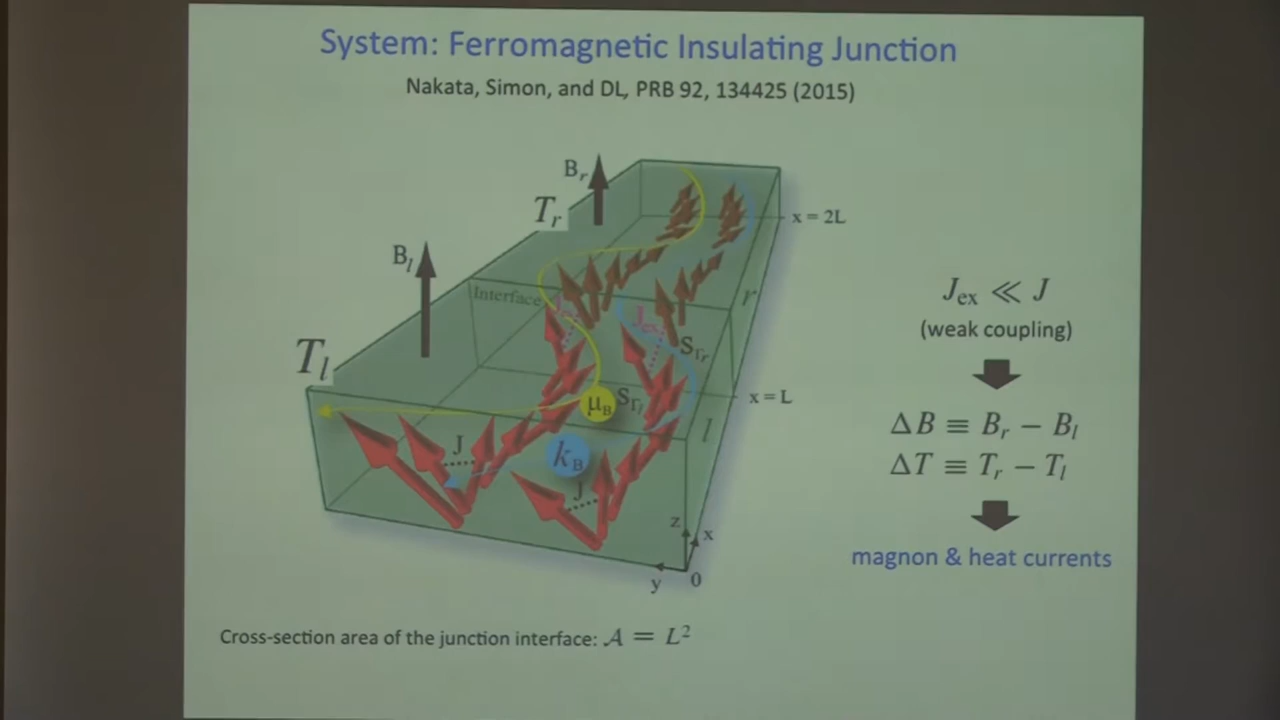 System: Ferromagnetic Insulating Junction
Nakata, Simon, and DL, PRB 92, 134425 (2015)
B_r
T_r
x = 2L
B_l
Interface
r
J_ex
T_l
S_Γr
μ_B
S_Γl
x = L
l
J
k_B
J
z
x
y
0
J_ex ≪ J
(weak coupling)
ΔB ≡ B_r − B_l
ΔT ≡ T_r − T_l
magnon & heat currents
Cross-section area of the junction interface: A = L²